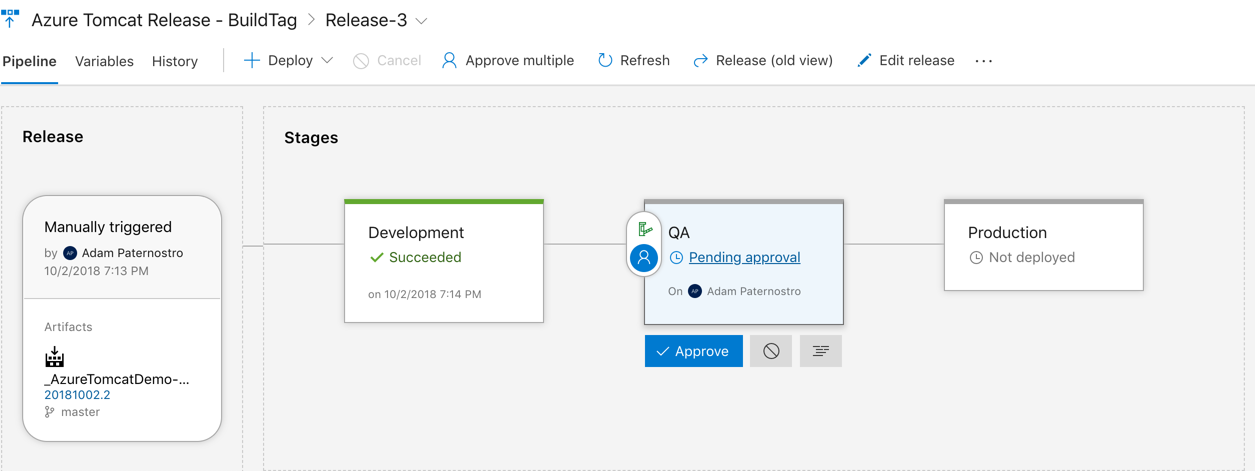 Azure Tomcat Release - BuildTag > Release-3
Pipeline Variables History + Deploy Cancel Approve multiple Refresh Release (old view) Edit release ...
Release
Manually triggered
by AP Adam Paternostro
10/2/2018 7:13 PM
Artifacts
_AzureTomcatDemo-...
20181002.2
master
Stages
Development
Succeeded
on 10/2/2018 7:14 PM
QA
Pending approval
On AP Adam Paternostro
Approve
Production
Not deployed